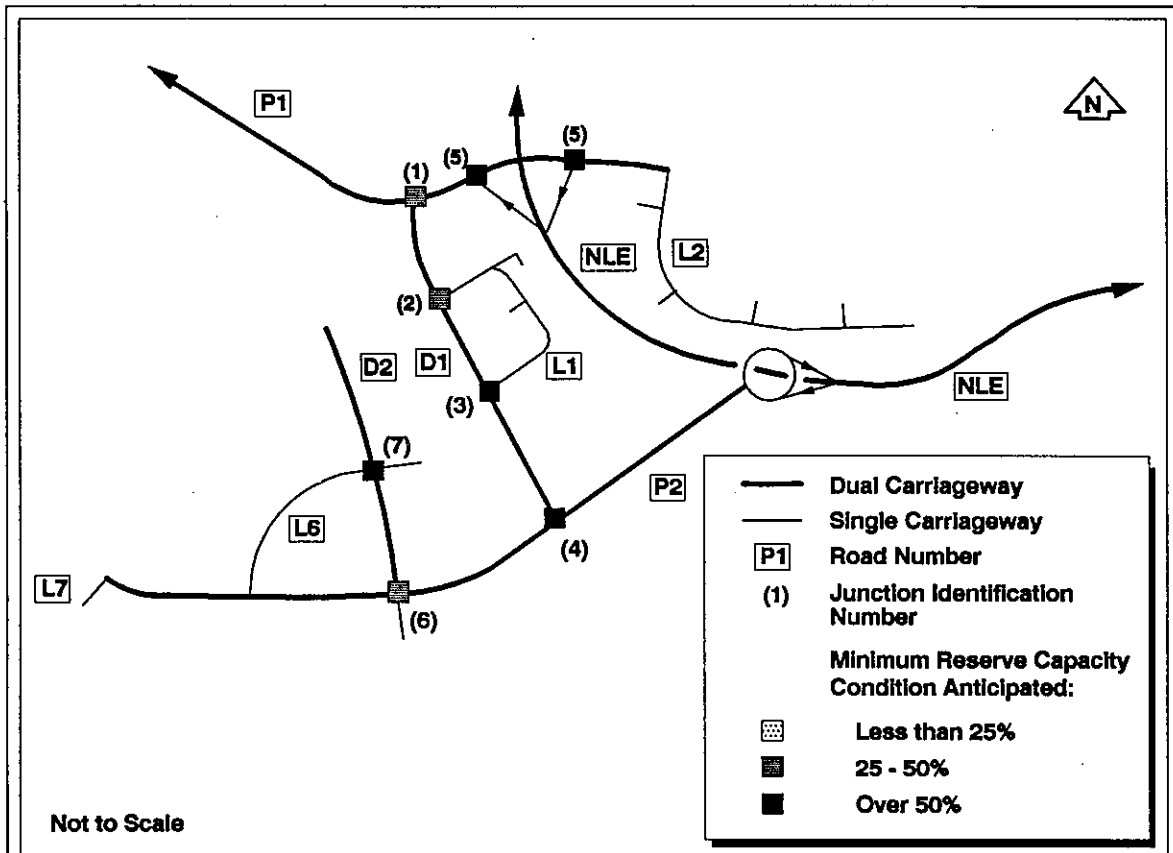 P1
N
(5)
(5)
(1)
NLE
L2
(2)
D2
D1
L1
NLE
(3)
(7)
P2
L6
(4)
L7
(6)
Dual Carriageway
Single Carriageway
P1 Road Number
(1) Junction Identification
Number
Minimum Reserve Capacity
Condition Anticipated:
Less than 25%
25 - 50%
Over 50%
Not to Scale